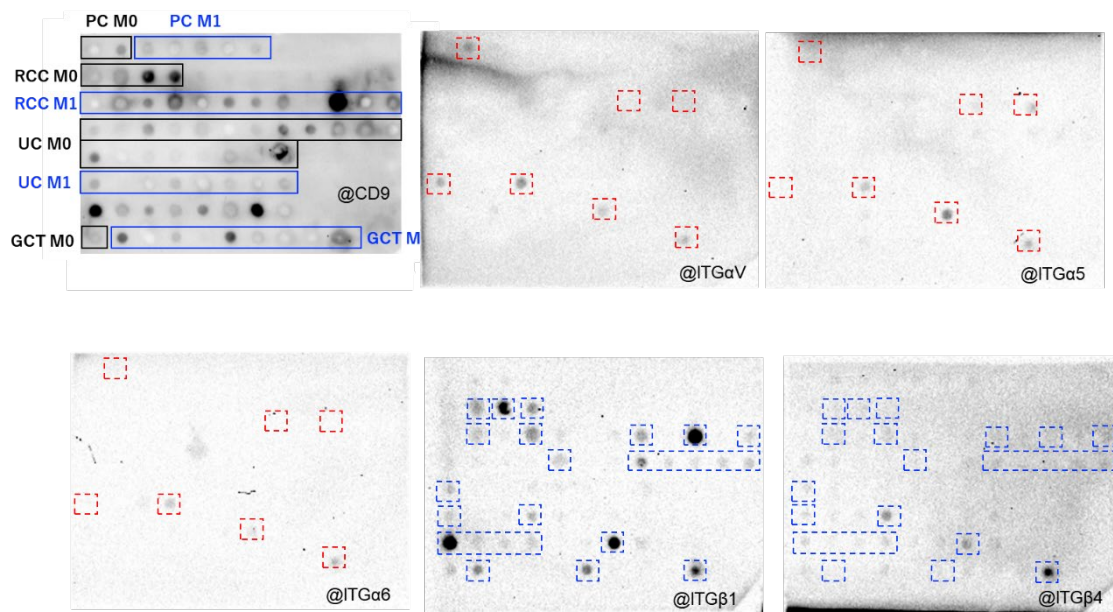 PC M0 PC M1
RCC M0
RCC M1
UC M0
UC M1
@CD9
GCT M0 GCT M
@ITGαV
@ITGα5
@ITGα6
@ITGβ1
@ITGβ4